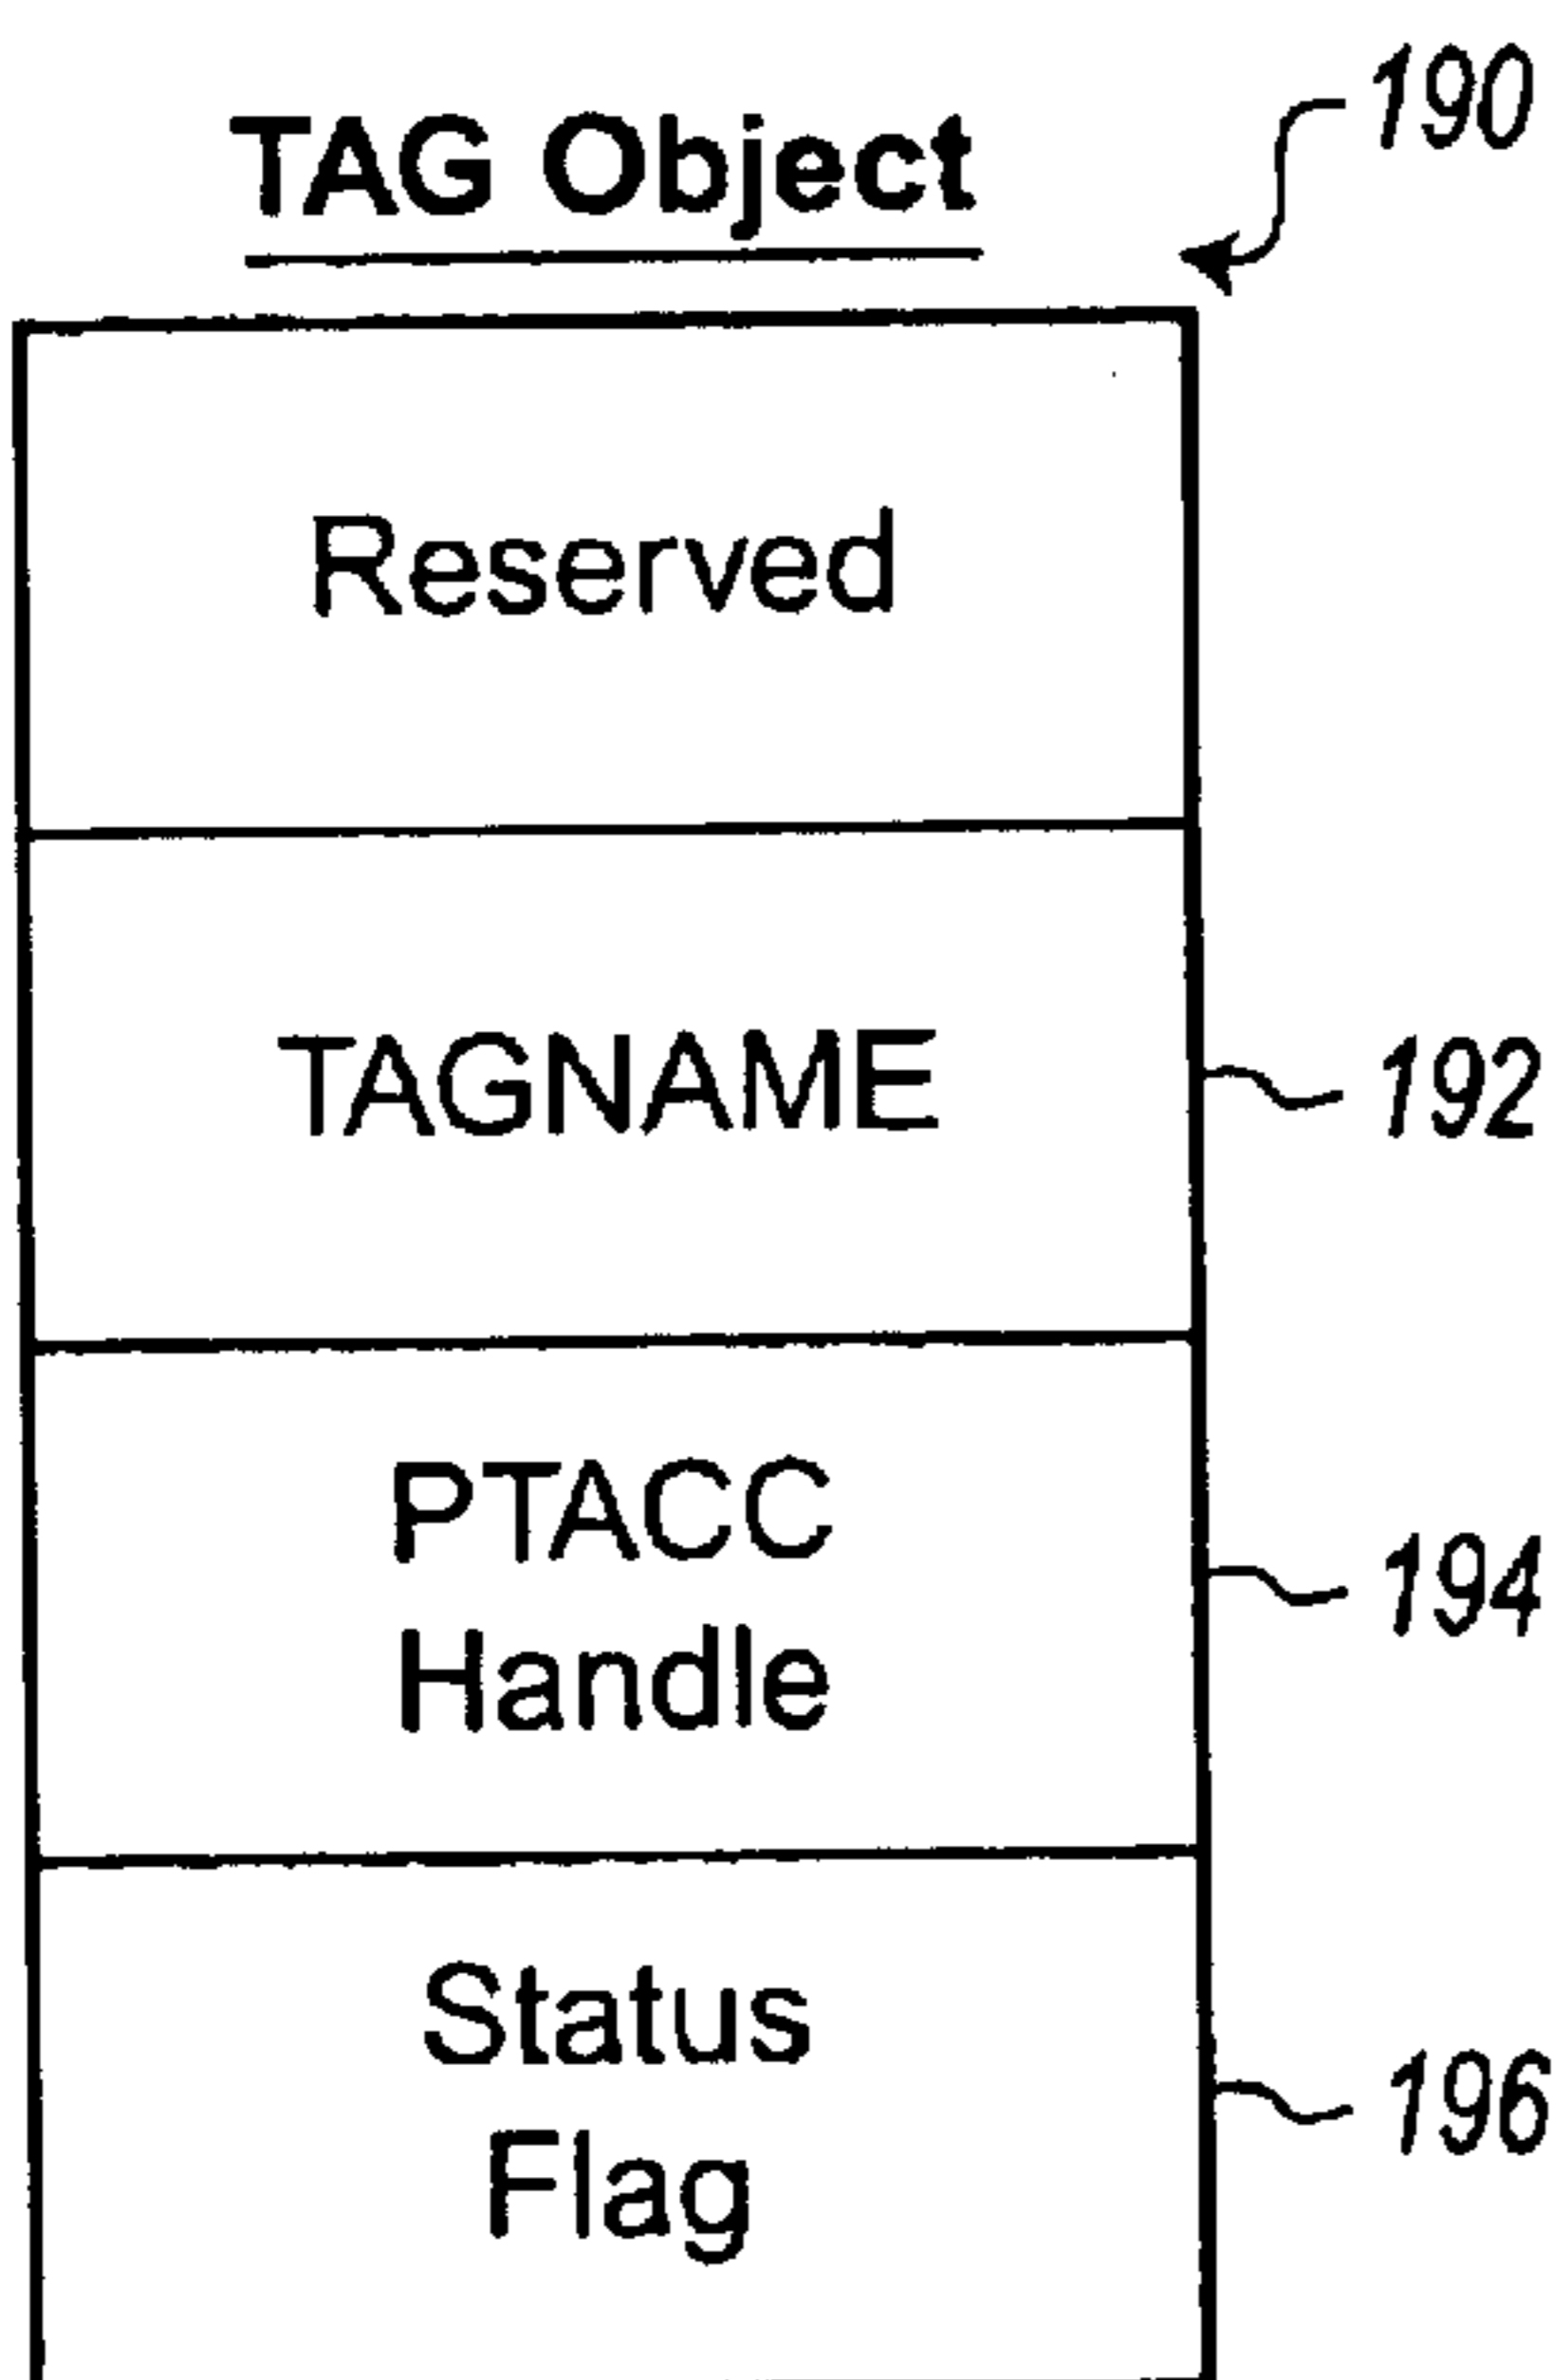 TAG Object
190
Reserved
TAGNAME
192
PTACC
Handle
194
Status
Flag
196